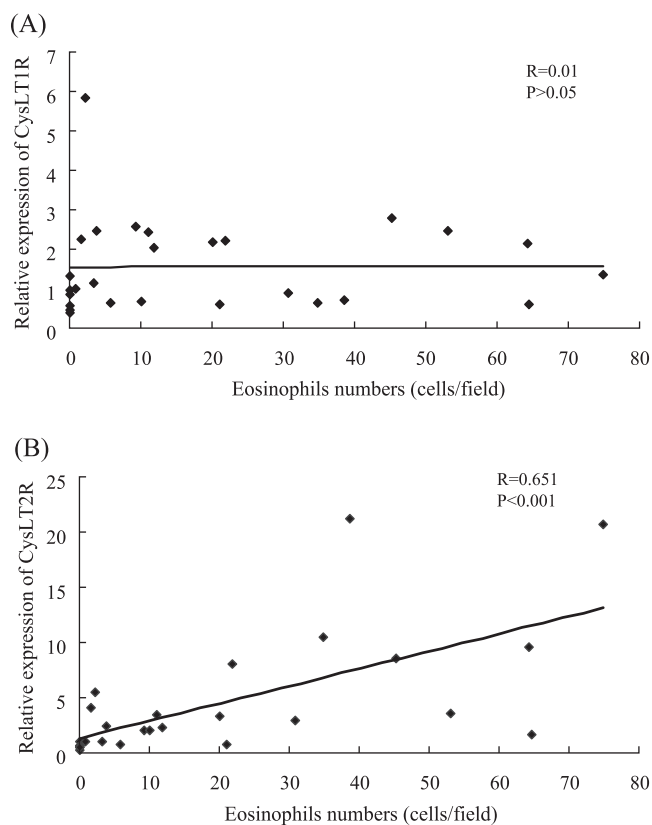 (A)
R=0.01
P>0.05
Relative expression of CysLT1R
7
6
5
4
3
2
1
0
0 10 20 30 40 50 60 70 80
Eosinophils numbers (cells/field)
(B)
R=0.651
P<0.001
Relative expression of CysLT2R
25
20
15
10
5
0
0 10 20 30 40 50 60 70 80
Eosinophils numbers (cells/field)